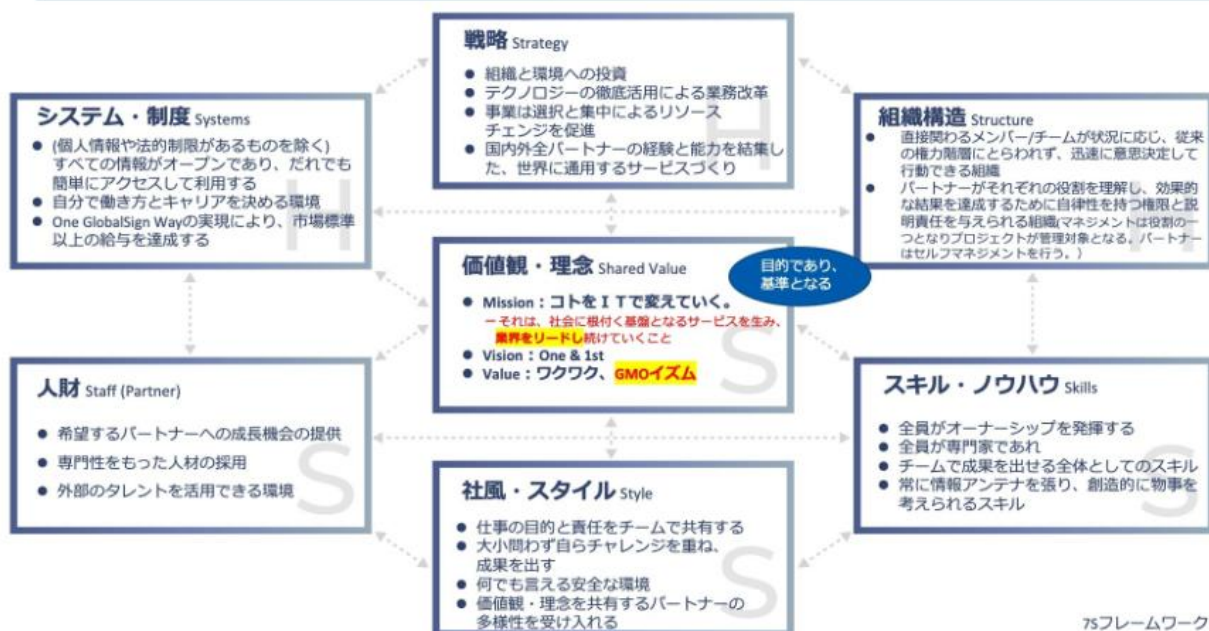 戦略 Strategy
● 組織と環境への投資
● テクノロジーの徹底活用による業務改革
● 事業は選択と集中によるリソース
チェンジを促進
● 国内外全パートナーの経験と能力を結集し
た、世界に通用するサービスづくり
H
システム・制度 Systems
● (個人情報や法的制限があるものを除く)
すべての情報がオープンであり、だれでも
簡単にアクセスして利用する
● 自分で働き方とキャリアを決める環境
● One GlobalSign Wayの実現により、市場標準
以上の給与を達成する
H
組織構造 Structure
● 直接関わるメンバー/チームが状況に応じ、従来
の権力階層にとらわれず、迅速に意思決定して
行動できる組織
● パートナーがそれぞれの役割を理解し、効果的
な結果を達成するために自律性を持つ権限と説
明責任を与えられる組織(マネジメントは役割の一
つとなりプロジェクトが管理対象となる。パートナー
はセルフマネジメントを行う。)
H
価値観・理念 Shared Value
● Mission:コトをITで変えていく。
ーそれは、社会に根付く基盤となるサービスを生み、
業界をリードし続けていくこと
● Vision:One & 1st
● Value:ワクワク、GMOイズム
S
目的であり、
基準となる
人財 Staff (Partner)
● 希望するパートナーへの成長機会の提供
● 専門性をもった人材の採用
● 外部のタレントを活用できる環境
S
スキル・ノウハウ Skills
● 全員がオーナーシップを発揮する
● 全員が専門家であれ
● チームで成果を出せる全体としてのスキル
● 常に情報アンテナを張り、創造的に物事を
考えられるスキル
S
社風・スタイル Style
● 仕事の目的と責任をチームで共有する
● 大小問わず自らチャレンジを重ね、
成果を出す
● 何でも言える安全な環境
● 価値観・理念を共有するパートナーの
多様性を受け入れる
S
7Sフレームワーク